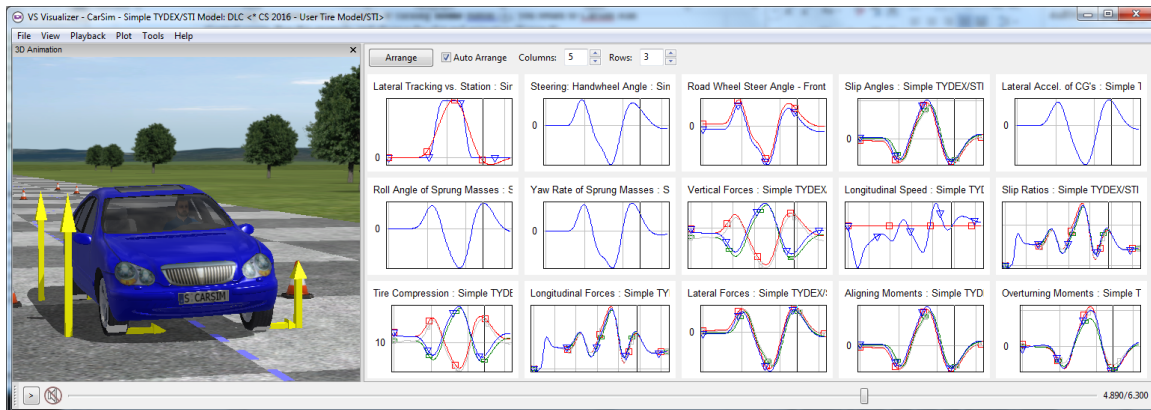 VS Visualizer - CarSim - Simple TYDEX/STI Model: DLC <* CS 2016 - User Tire Model/STI>
File View Playback Plot Tools Help
3D Animation
Arrange Auto Arrange Columns: 5 Rows: 3
Lateral Tracking vs. Station : Sir
Steering: Handwheel Angle : Sin
Road Wheel Steer Angle - Front
Slip Angles : Simple TYDEX/STI
Lateral Accel. of CG's : Simple T
0
0
0
0
0
Roll Angle of Sprung Masses : S
Yaw Rate of Sprung Masses : S
Vertical Forces : Simple TYDEX
Longitudinal Speed : Simple TYD
Slip Ratios : Simple TYDEX/STI
0
0
Tire Compression : Simple TYDE
Longitudinal Forces : Simple TY
Lateral Forces : Simple TYDEX/
Aligning Moments : Simple TYD
Overturning Moments : Simple T
10
0
0
0
S CARSIM
> 4.890/6.300